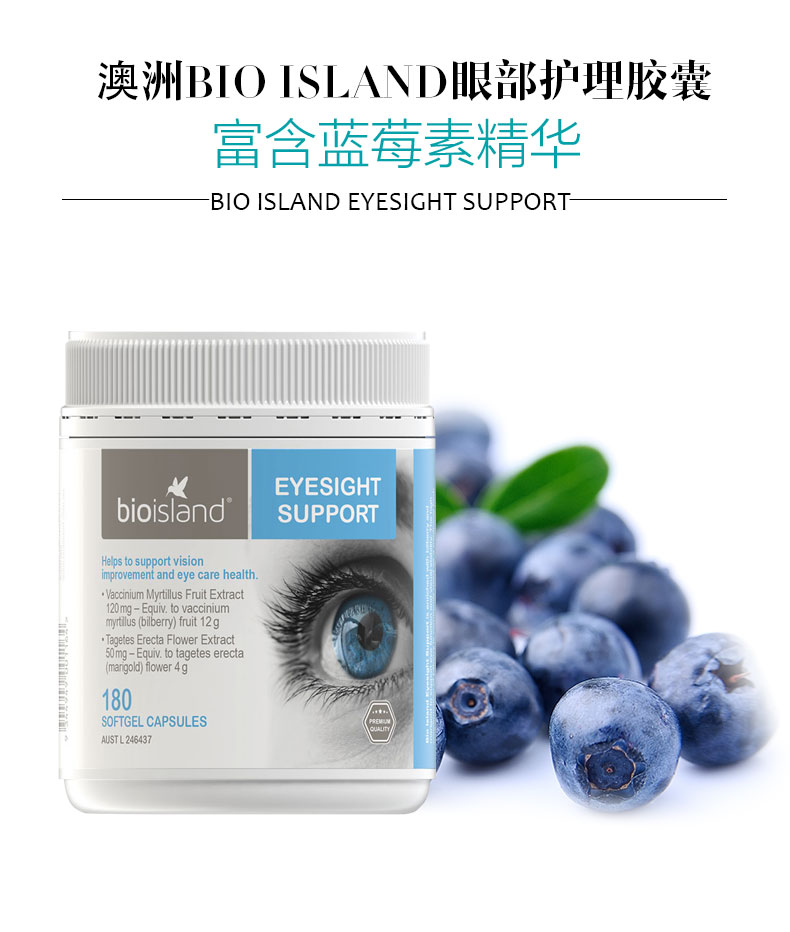 澳洲BIO ISLAND眼部护理胶囊
富含蓝莓素精华
BIO ISLAND EYESIGHT SUPPORT
bioisland®
EYESIGHT
SUPPORT
Helps to support vision
improvement and eye care health.
• Vaccinium Myrtillus Fruit Extract
120 mg – Equiv. to vaccinium
myrtillus (bilberry) fruit 12 g
• Tagetes Erecta Flower Extract
50 mg – Equiv. to tagetes erecta
(marigold) flower 4 g
180
SOFTGEL CAPSULES
AUST L 246437
PREMIUM
QUALITY